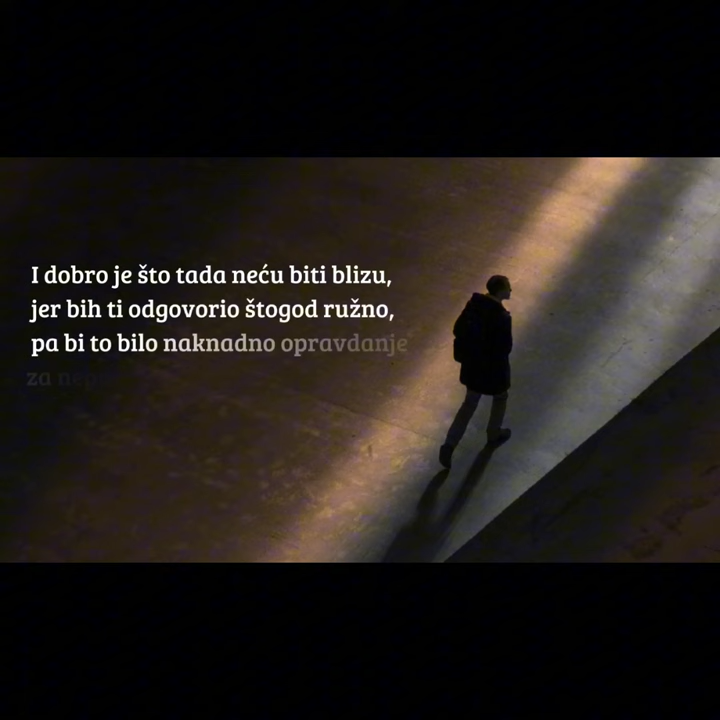 I dobro je što tada neću biti blizu,
jer bih ti odgovorio štogod ružno,
pa bi to bilo naknadno opravdanje
za